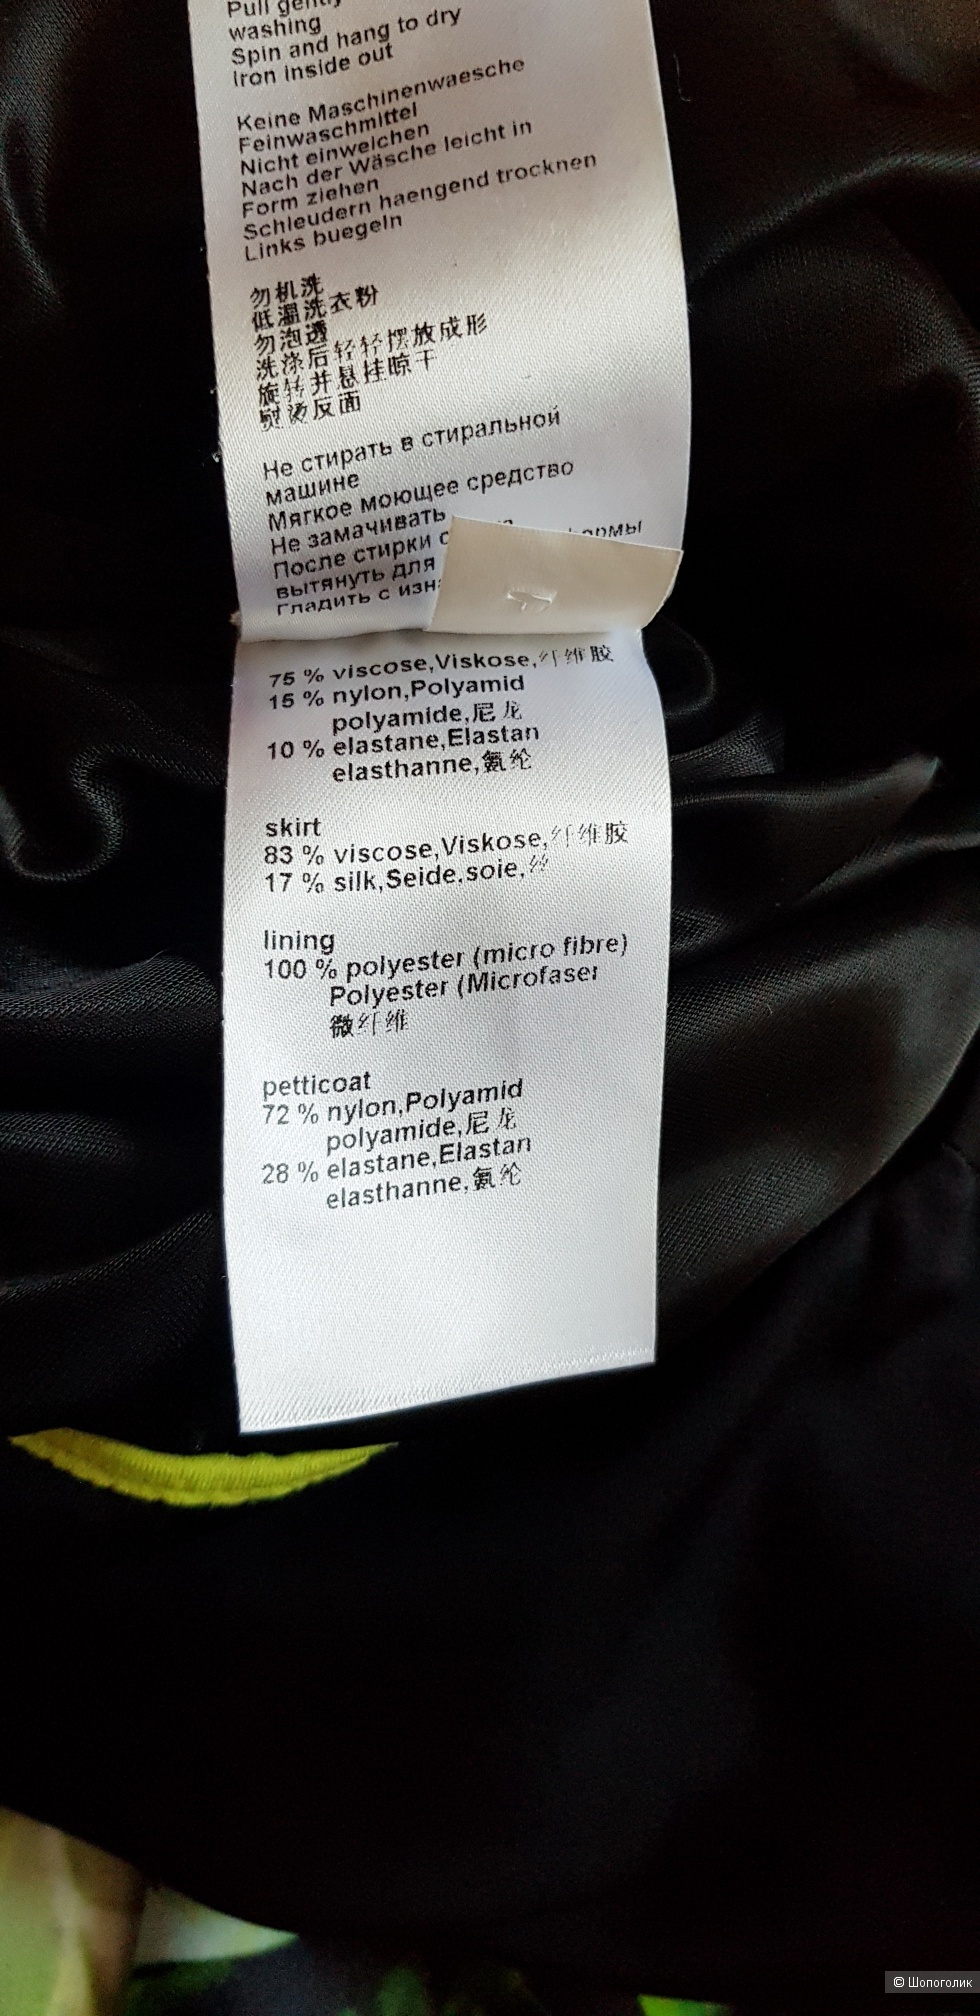 Pull gently
washing
Spin and hang to dry
Iron inside out
Keine Maschinenwaesche
Feinwaschmittel
Nicht einweichen
Nach der Wäsche leicht in
Form ziehen
Schleudern haengend trocknen
Links buegeln
勿机洗
低温洗衣粉
勿泡透
洗涤后轻轻摆放成形
旋转并悬挂晾干
熨烫反面
Не стирать в стиральной
машине
Мягкое моющее средство
Не замачивать
После стирки
вытянуть для
Гладить с
75 % viscose,Viskose,纤维胶
15 % nylon,Polyamid
polyamide,尼龙
10 % elastane,Elastan
elasthanne,氨纶
skirt
83 % viscose,Viskose,纤维胶
17 % silk,Seide.soie,丝
lining
100 % polyester (micro fibre)
Polyester (Microfaser
微纤维
petticoat
72 % nylon,Polyamid
polyamide,尼龙
28 % elastane,Elastan
elasthanne,氨纶
© Шопоголик